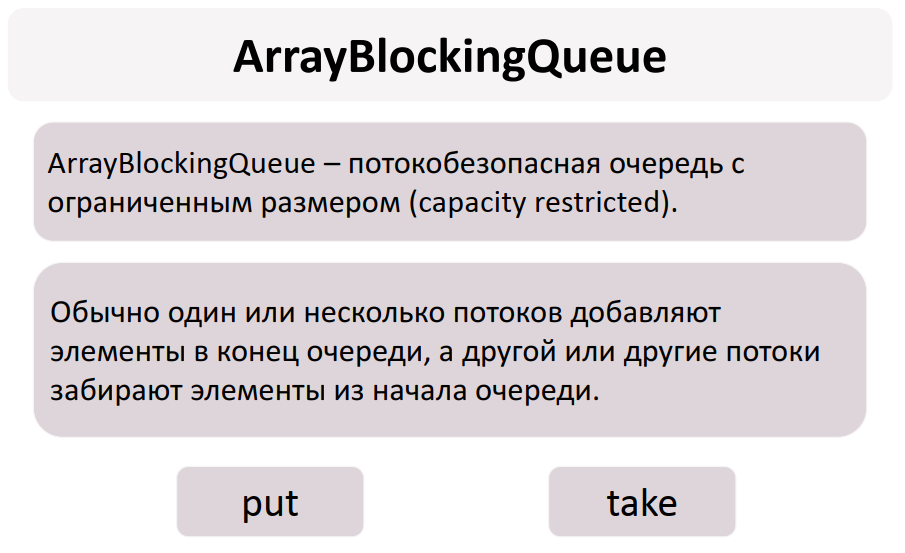 ArrayBlockingQueue
ArrayBlockingQueue – потокобезопасная очередь с
ограниченным размером (capacity restricted).
Обычно один или несколько потоков добавляют
элементы в конец очереди, а другой или другие потоки
забирают элементы из начала очереди.
put
take